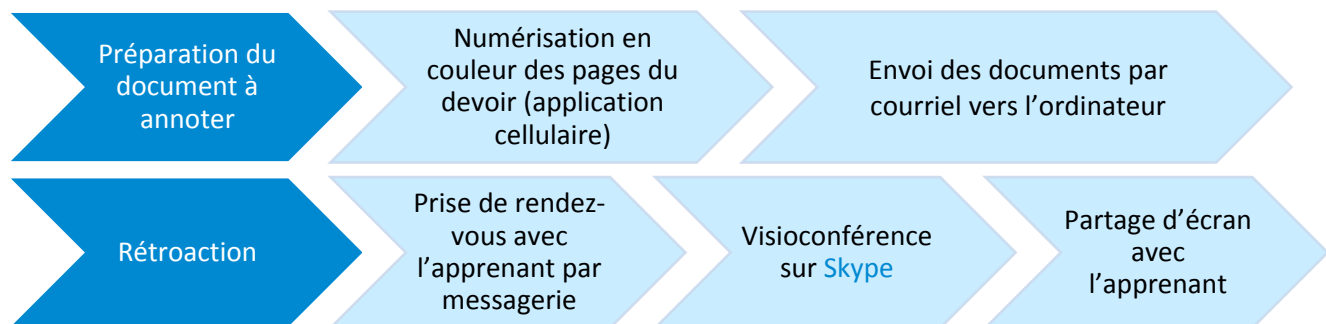 Préparation du
document à
annoter
Numérisation en
couleur des pages du
devoir (application
cellulaire)
Envoi des documents par
courriel vers l’ordinateur
Rétroaction
Prise de rendez-
vous avec
l’apprenant par
messagerie
Visioconférence
sur Skype
Partage d’écran
avec
l’apprenant